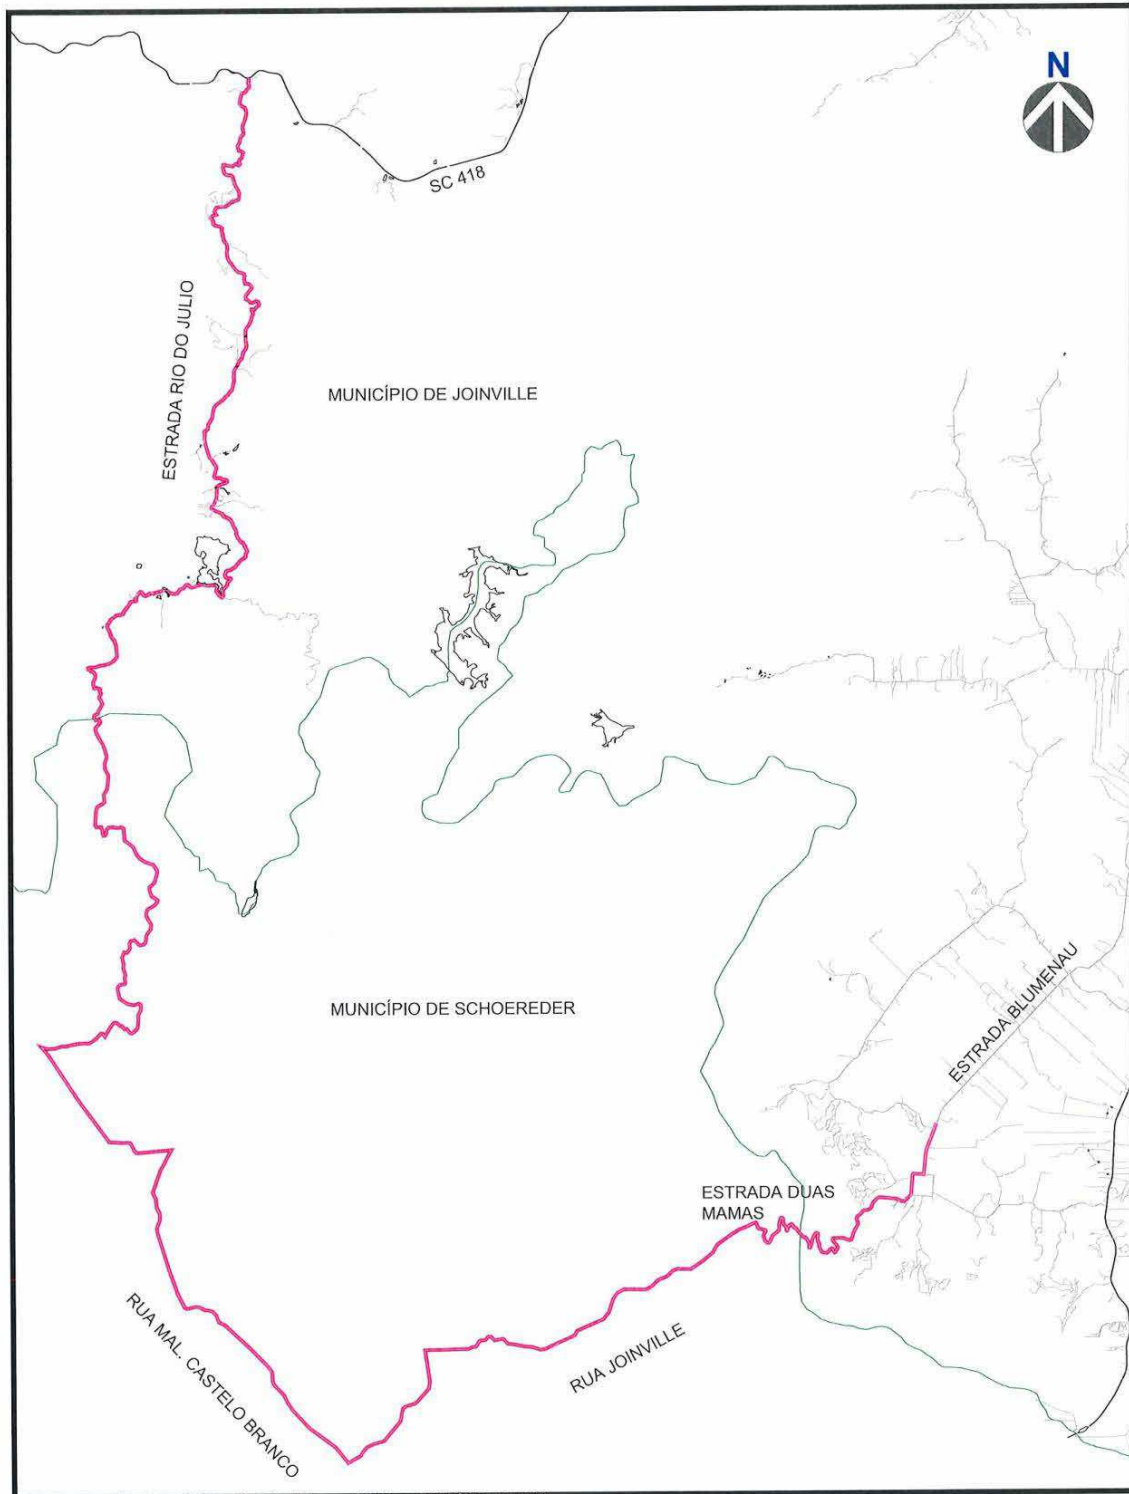 N
SC 418
ESTRADA RIO DO JULIO
MUNICÍPIO DE JOINVILLE
MUNICÍPIO DE SCHOEREDER
ESTRADA BLUMENAU
ESTRADA DUAS
MAMAS
RUA MAL. CASTELO BRANCO
RUA JOINVILLE